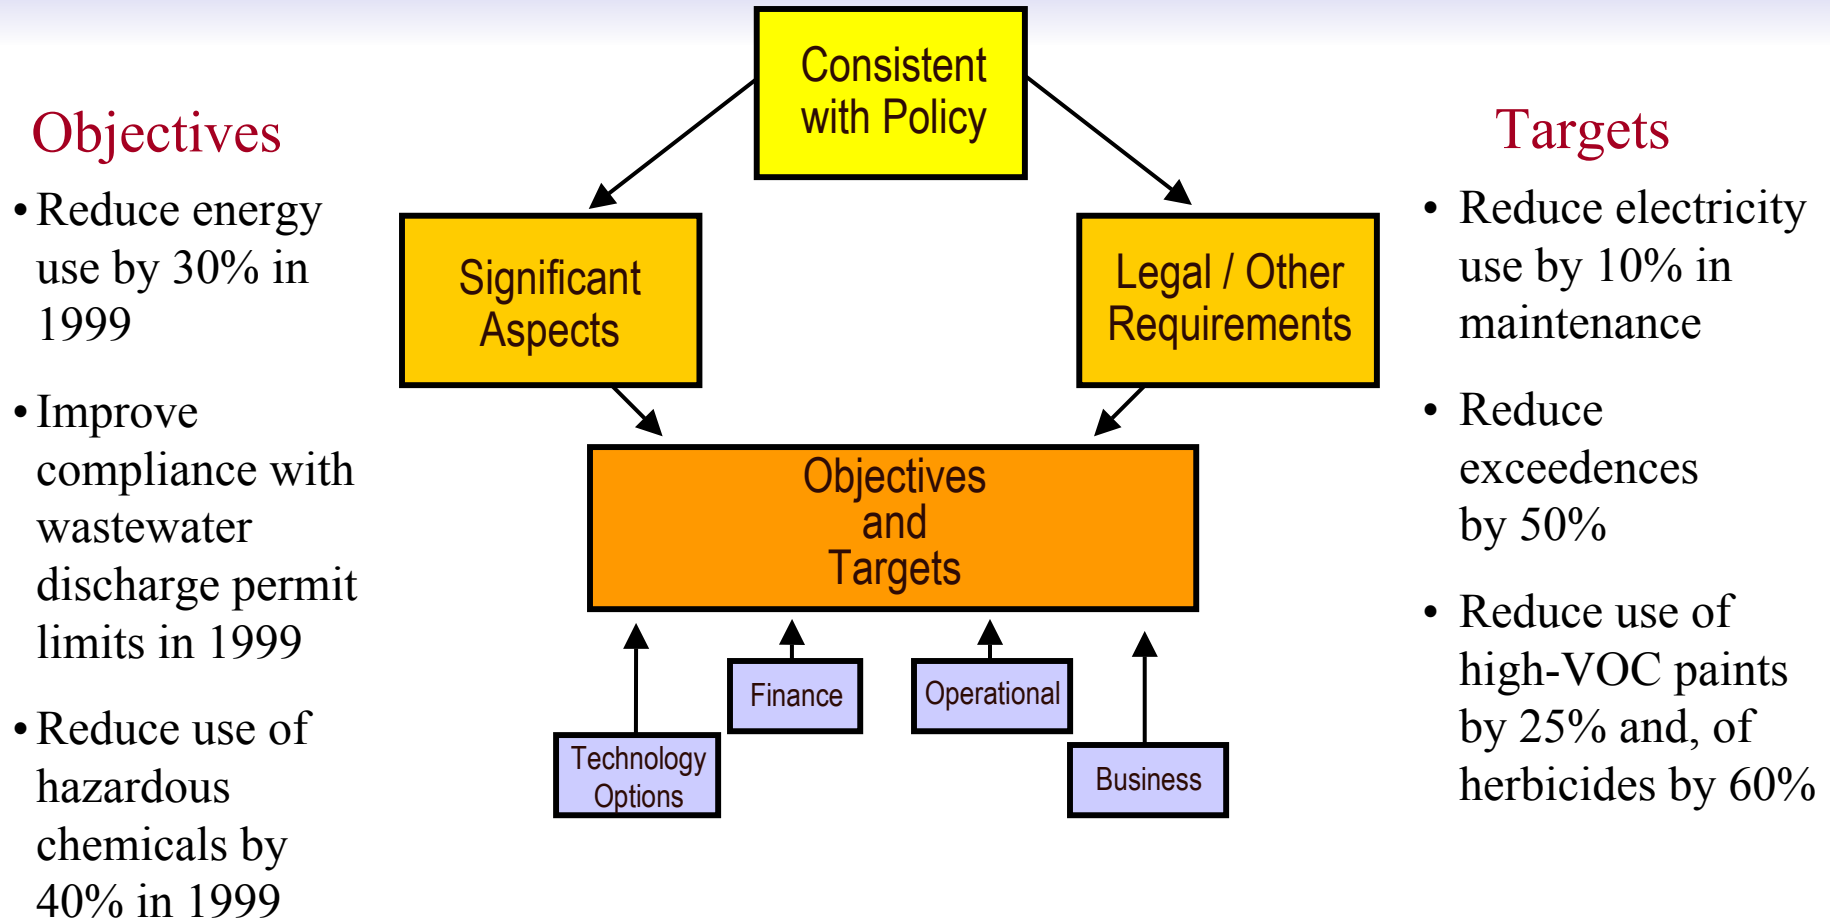 Objectives
• Reduce energy
use by 30% in
1999
• Improve
compliance with
wastewater
discharge permit
limits in 1999
• Reduce use of
hazardous
chemicals by
40% in 1999
Consistent
with Policy
Significant
Aspects
Legal / Other
Requirements
Objectives
and
Targets
Technology
Options
Finance
Operational
Business
Targets
• Reduce electricity
use by 10% in
maintenance
• Reduce
exceedences
by 50%
• Reduce use of
high-VOC paints
by 25% and, of
herbicides by 60%